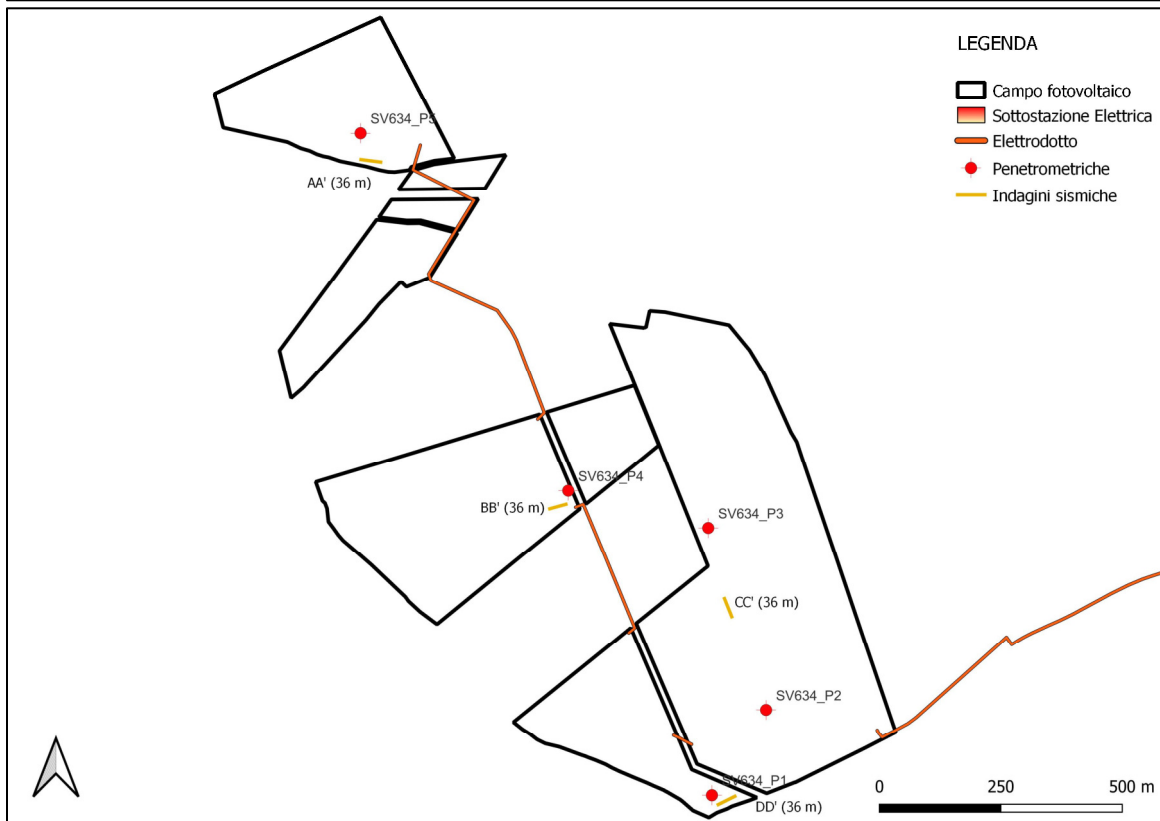 LEGENDA
Campo fotovoltaico
Sottostazione Elettrica
Elettrodotto
Penetrometriche
Indagini sismiche
SV634_P5
AA' (36 m)
SV634_P4
BB' (36 m)
SV634_P3
CC' (36 m)
SV634_P2
SV634_P1
DD' (36 m)
0 250 500 m